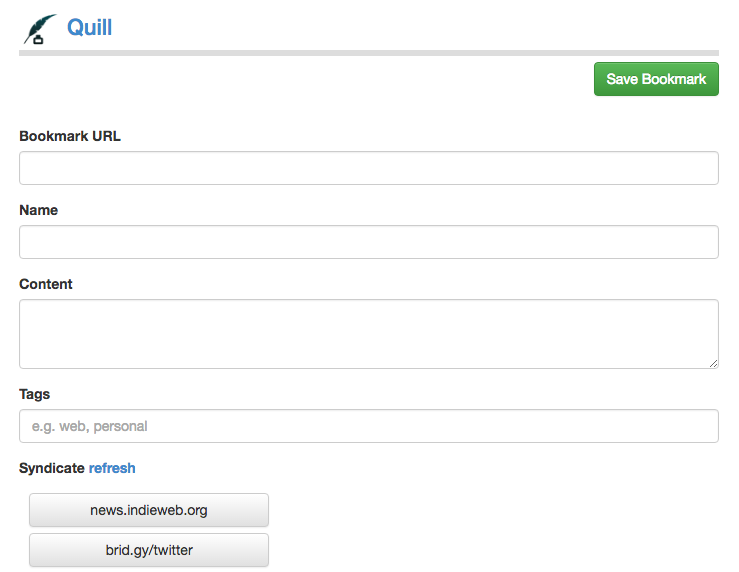 Quill
Save Bookmark
Bookmark URL
Name
Content
Tags
e.g. web, personal
Syndicate refresh
news.indieweb.org
brid.gy/twitter